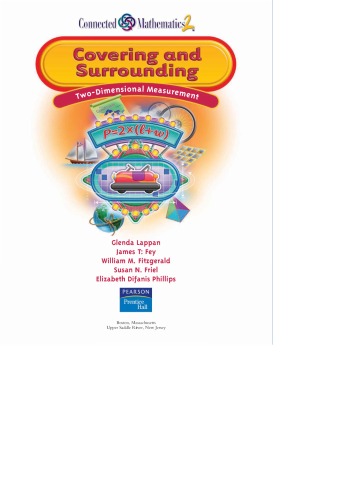 Connected Mathematics 2
Covering and
Surrounding
Two-Dimensional Measurement
P=2×(ℓ+w)
Glenda Lappan
James T. Fey
William M. Fitzgerald
Susan N. Friel
Elizabeth Difanis Phillips
PEARSON
Prentice
Hall
Boston, Massachusetts
Upper Saddle River, New Jersey